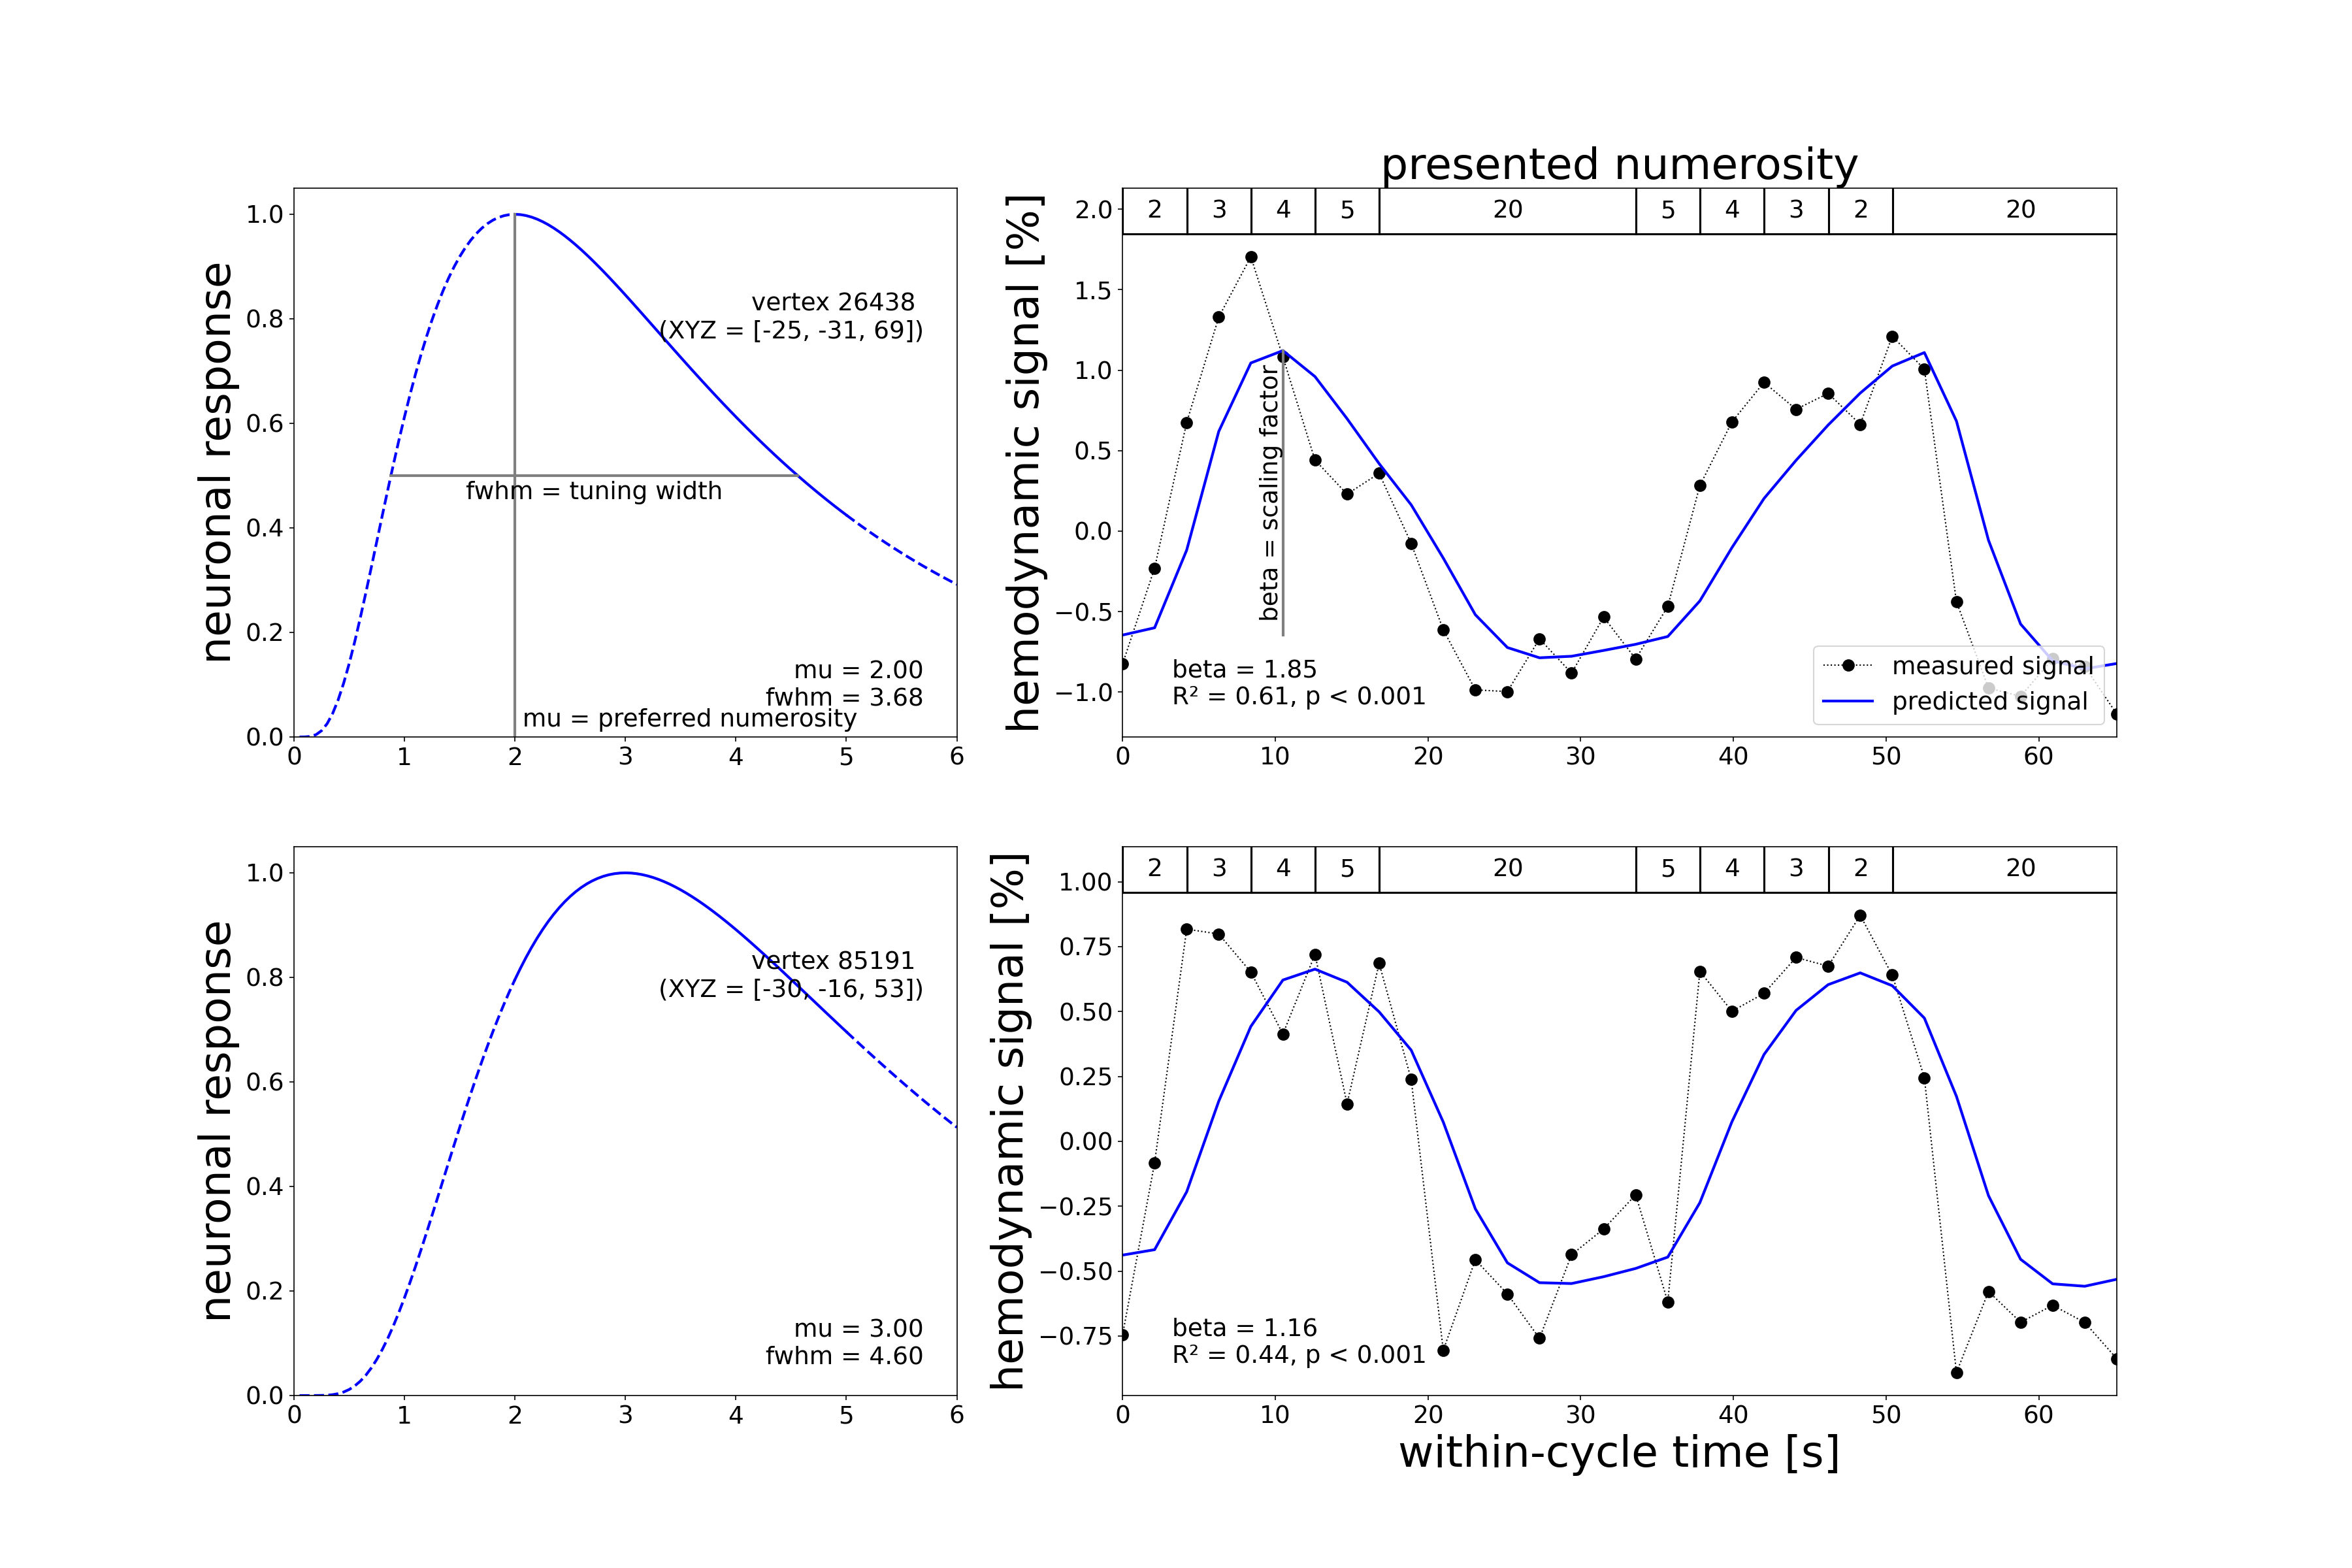 presented numerosity
neuronal response
1.0
0.8
0.6
0.4
0.2
0.0
vertex 26438
(XYZ = [-25, -31, 69])
fwhm = tuning width
mu = 2.00
fwhm = 3.68
mu = preferred numerosity
0 1 2 3 4 5 6
hemodynamic signal [%]
2.0
1.5
1.0
0.5
0.0
−0.5
−1.0
2 3 4 5 20 5 4 3 2 20
beta = scaling factor
beta = 1.85
R² = 0.61, p < 0.001
measured signal
predicted signal
0 10 20 30 40 50 60
neuronal response
1.0
0.8
0.6
0.4
0.2
0.0
vertex 85191
(XYZ = [-30, -16, 53])
mu = 3.00
fwhm = 4.60
0 1 2 3 4 5 6
hemodynamic signal [%]
1.00
0.75
0.50
0.25
0.00
−0.25
−0.50
−0.75
2 3 4 5 20 5 4 3 2 20
beta = 1.16
R² = 0.44, p < 0.001
0 10 20 30 40 50 60
within-cycle time [s]